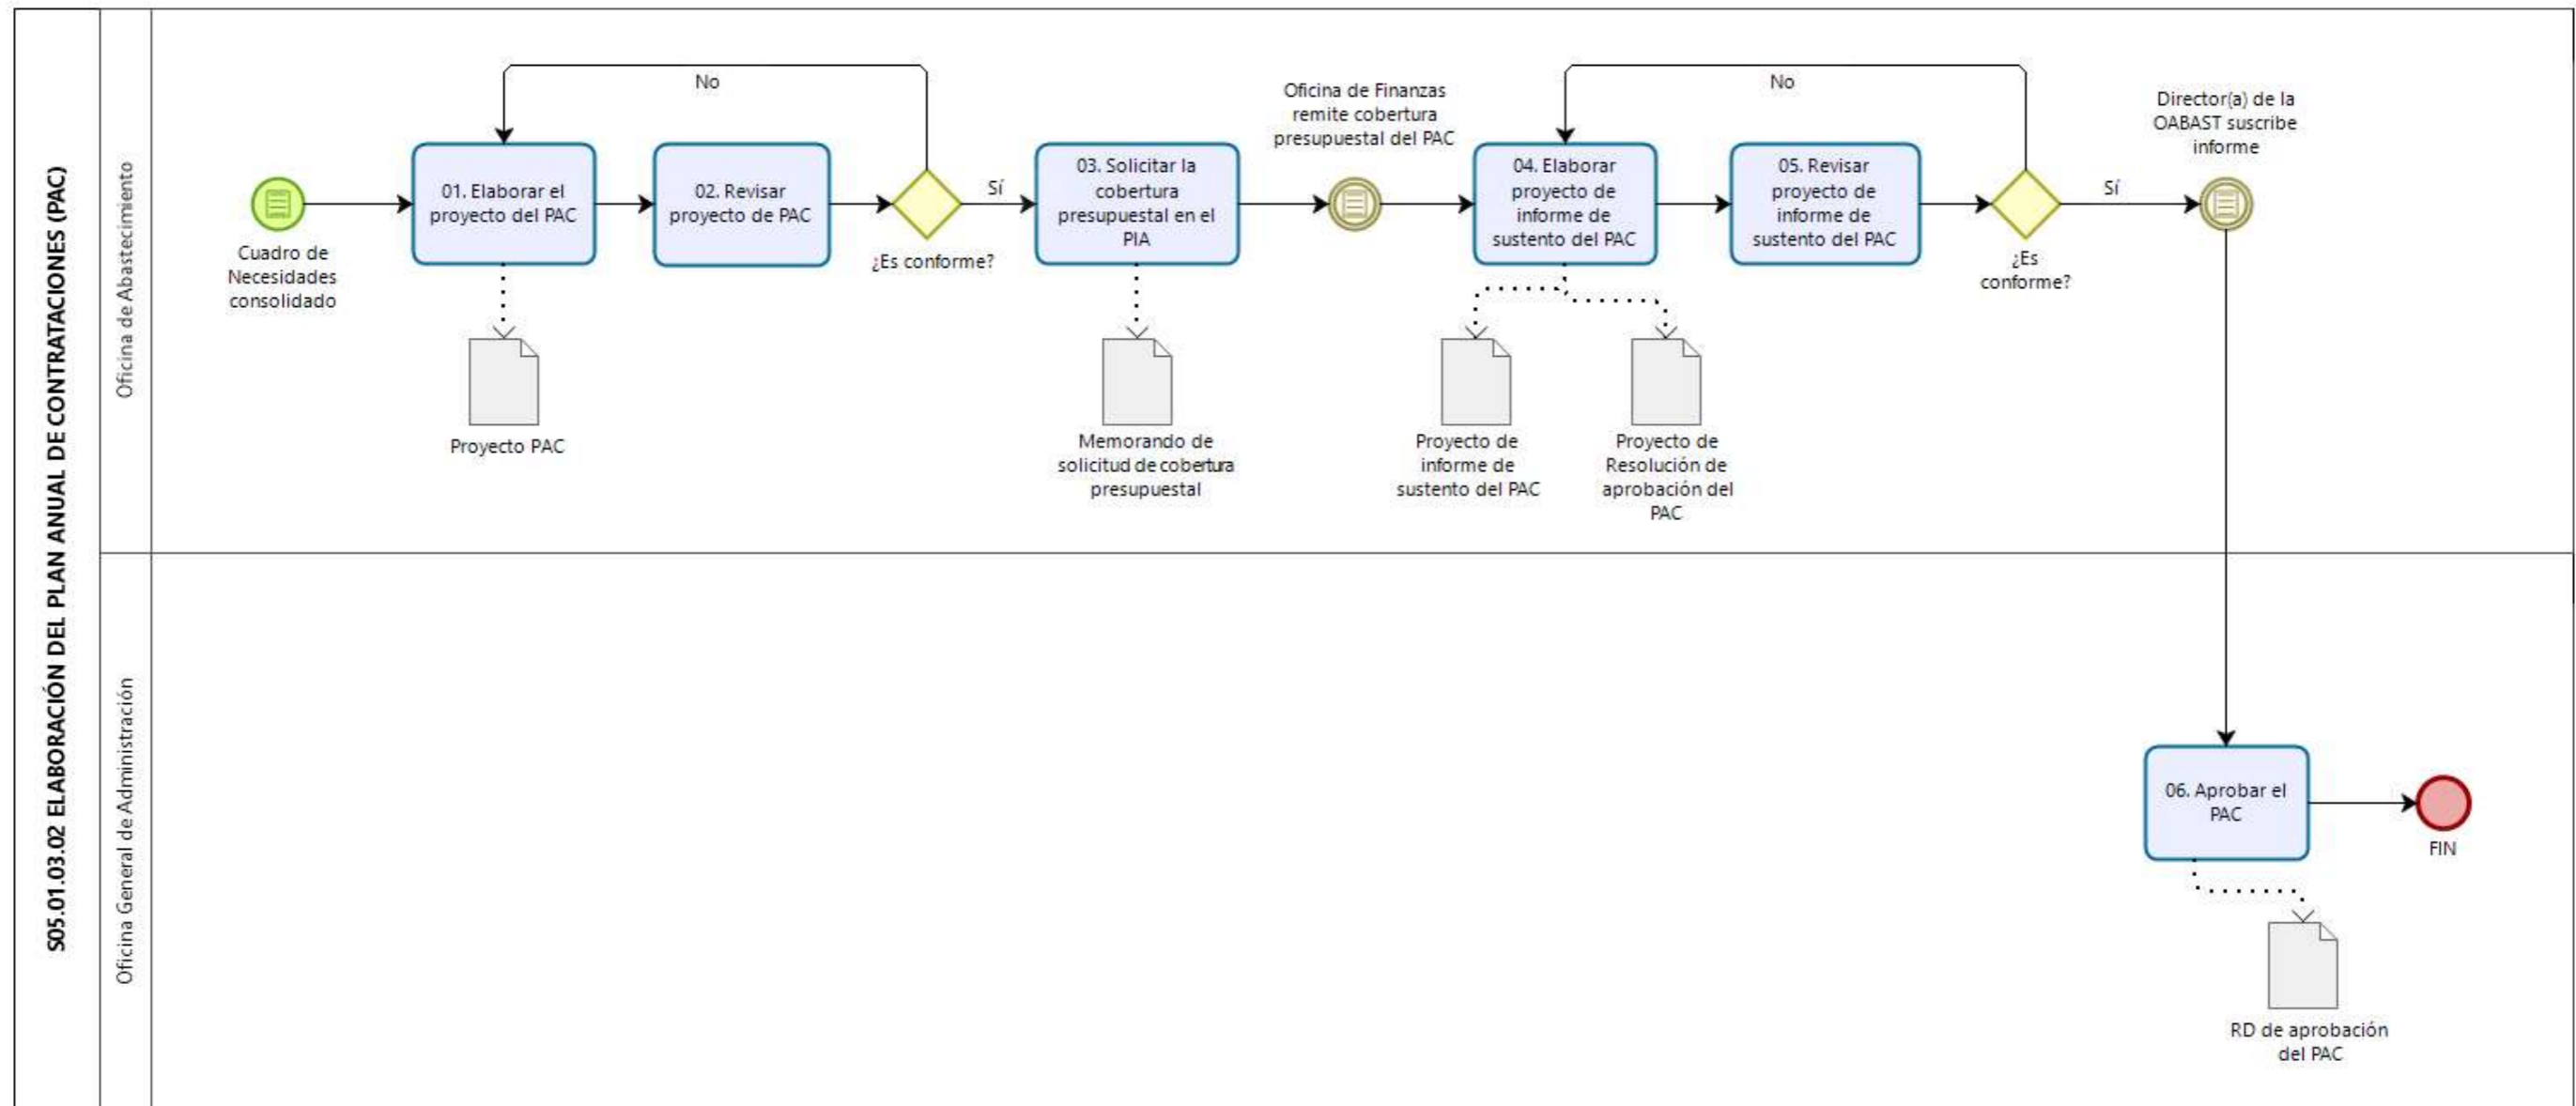 S05.01.03.02 ELABORACIÓN DEL PLAN ANUAL DE CONTRATACIONES (PAC)
Oficina de Abastecimiento
Cuadro de
Necesidades
consolidado
No
01. Elaborar el
proyecto del PAC
Proyecto PAC
02. Revisar
proyecto de PAC
¿Es conforme?
Sí
03. Solicitar la
cobertura
presupuestal en el
PIA
Memorando de
solicitud de cobertura
presupuestal
Oficina de Finanzas
remite cobertura
presupuestal del PAC
No
04. Elaborar
proyecto de
informe de
sustento del PAC
Proyecto de
informe de
sustento del PAC
Proyecto de
Resolución de
aprobación del
PAC
05. Revisar
proyecto de
informe de
sustento del PAC
¿Es
conforme?
Sí
Director(a) de la
OABAST suscribe
informe
Oficina General de Administración
06. Aprobar el
PAC
FIN
RD de aprobación
del PAC